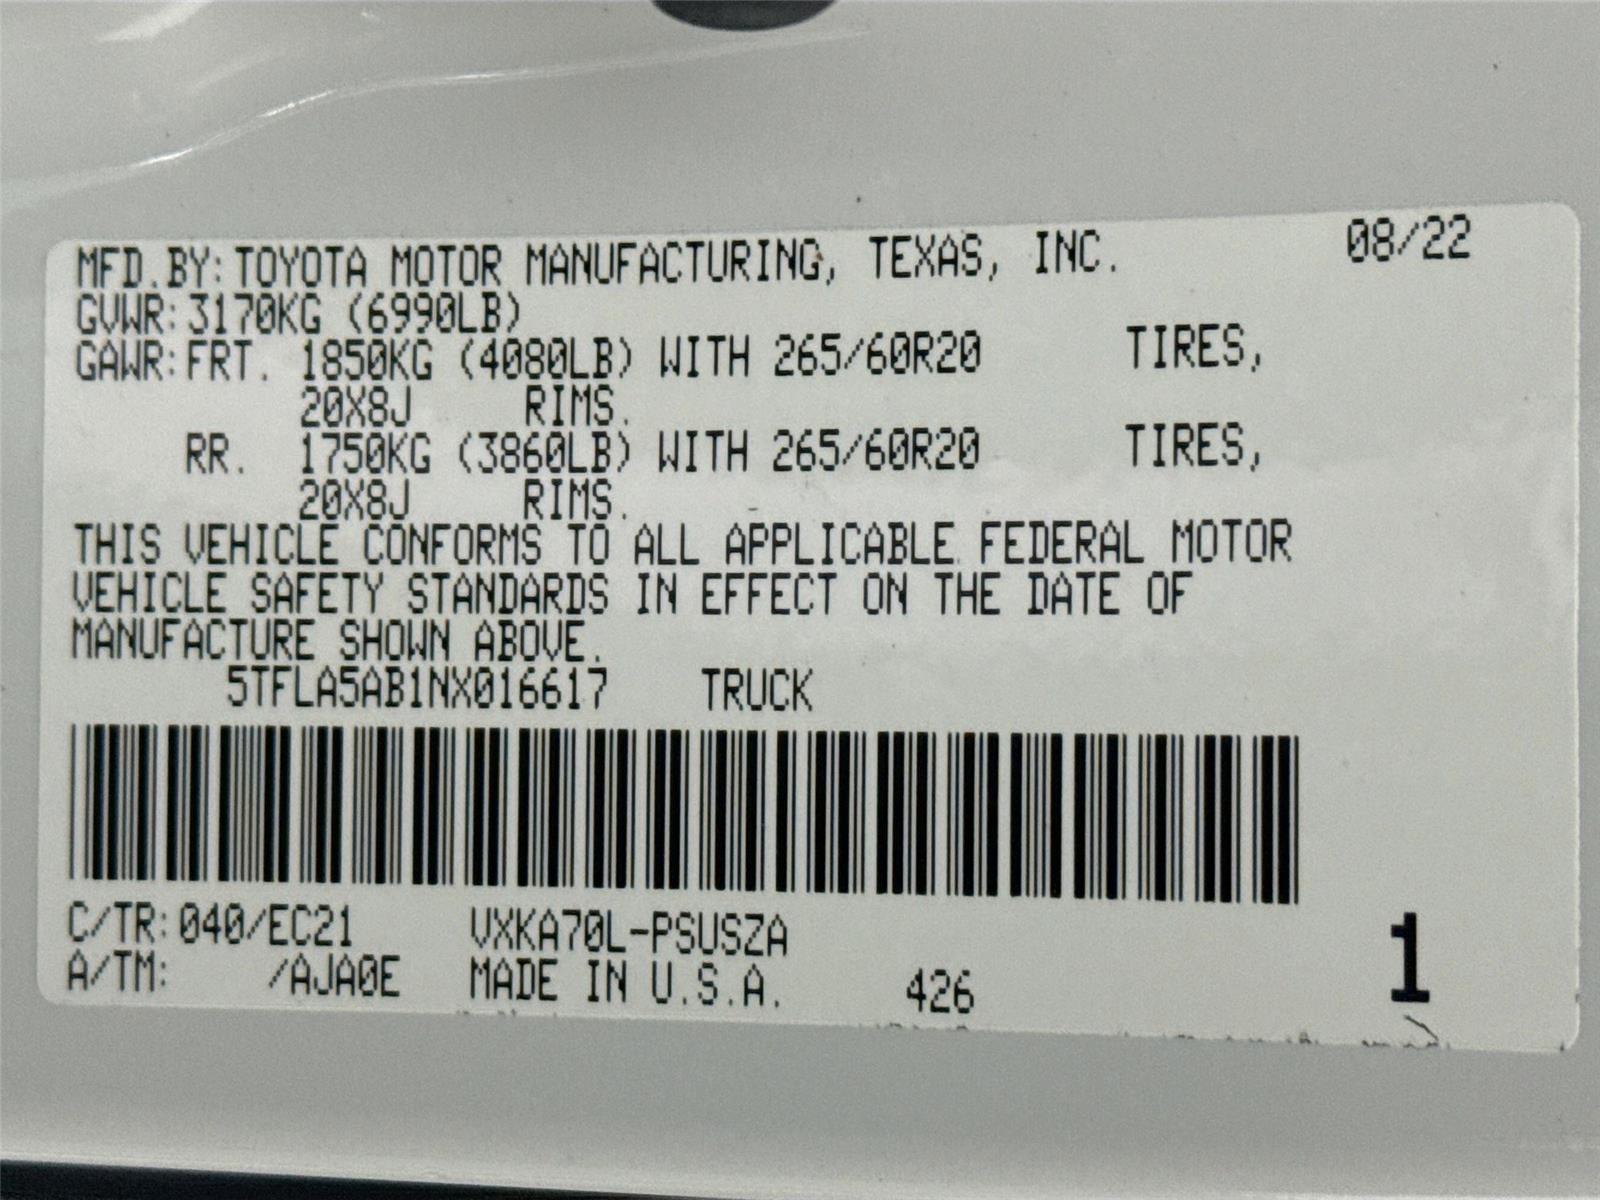 MFD.BY:TOYOTA MOTOR MANUFACTURING, TEXAS, INC. 08/22
GVWR:3170KG (6990LB)
GAWR:FRT. 1850KG (4080LB) WITH 265/60R20 TIRES,
20X8J RIMS.
RR. 1750KG (3860LB) WITH 265/60R20 TIRES,
20X8J RIMS.
THIS VEHICLE CONFORMS TO ALL APPLICABLE FEDERAL MOTOR
VEHICLE SAFETY STANDARDS IN EFFECT ON THE DATE OF
MANUFACTURE SHOWN ABOVE.
5TFLA5AB1NX016617 TRUCK
C/TR:040/EC21 VXKA70L-PSUSZA
A/TM: /AJA0E MADE IN U.S.A. 426 1